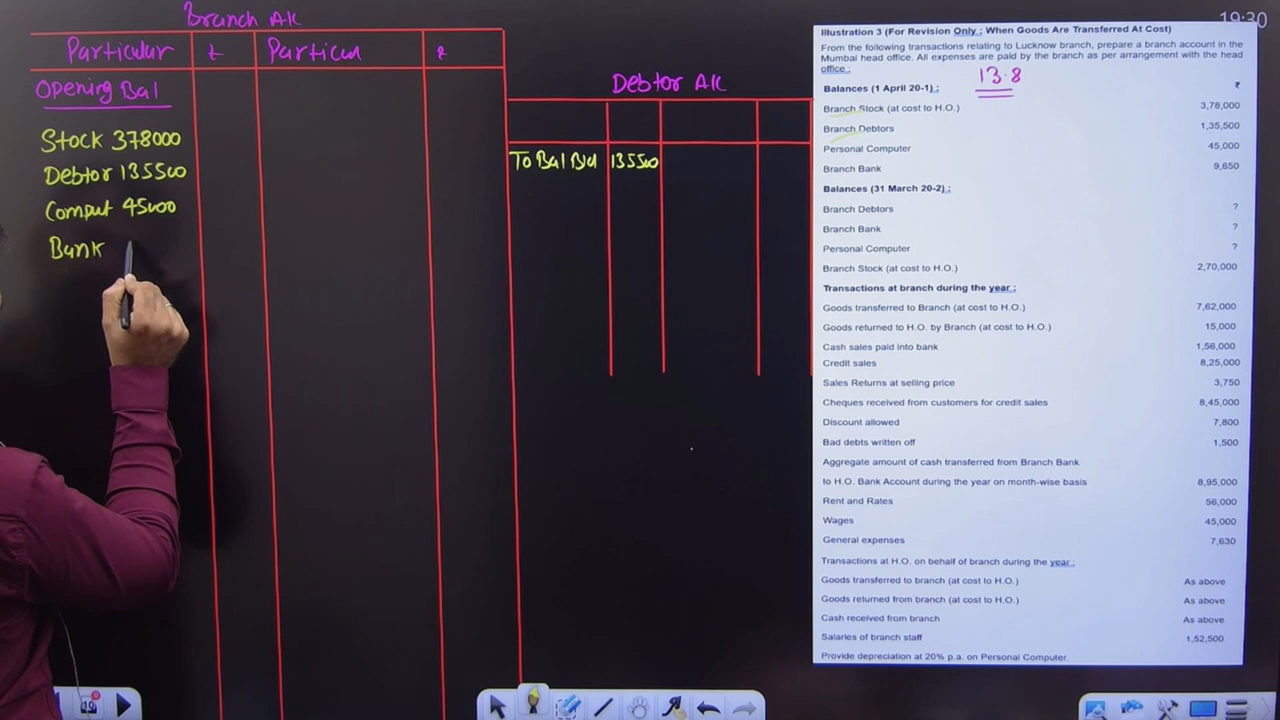 Branch A/c
Particular ₹ Particular ₹
Opening Bal
Stock 378000
Debtor 135500
Comput 45000
Bank
Debtor A/c
To Bal B/d 135500
19:30
Illustration 3 (For Revision Only : When Goods Are Transferred At Cost)
From the following transactions relating to Lucknow branch, prepare a branch account in the
Mumbai head office. All expenses are paid by the branch as per arrangement with the head
office :
13.8
Balances (1 April 20-1) : ₹
Branch Stock (at cost to H.O.) 3,78,000
Branch Debtors 1,35,500
Personal Computer 45,000
Branch Bank 9,650
Balances (31 March 20-2) :
Branch Debtors ?
Branch Bank ?
Personal Computer ?
Branch Stock (at cost to H.O.) 2,70,000
Transactions at branch during the year :
Goods transferred to Branch (at cost to H.O.) 7,62,000
Goods returned to H.O. by Branch (at cost to H.O.) 15,000
Cash sales paid into bank 1,56,000
Credit sales 8,25,000
Sales Returns at selling price 3,750
Cheques received from customers for credit sales 8,45,000
Discount allowed 7,800
Bad debts written off 1,500
Aggregate amount of cash transferred from Branch Bank
to H.O. Bank Account during the year on month-wise basis 8,95,000
Rent and Rates 56,000
Wages 45,000
General expenses 7,630
Transactions at H.O. on behalf of branch during the year :
Goods transferred to branch (at cost to H.O.) As above
Goods returned from branch (at cost to H.O.) As above
Cash received from branch As above
Salaries of branch staff 1,52,500
Provide depreciation at 20% p.a. on Personal Computer.
19